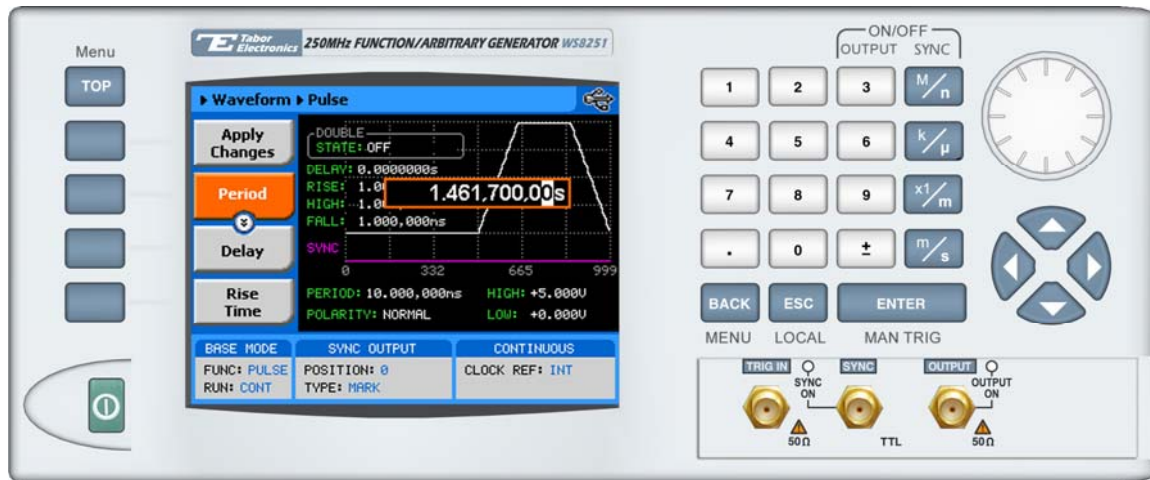 Menu
TOP
Tabor Electronics 250MHz FUNCTION/ARBITRARY GENERATOR WS8251
Waveform Pulse
Apply Changes
Period
Delay
Rise Time
DOUBLE
STATE: OFF
DELAY: 0.0000000s
RISE: 1.00
HIGH: 1.00
FALL: 1.000,000ns
1.461,700,00s
SYNC
0 332 665 999
PERIOD: 10.000,000ns HIGH: +5.000V
POLARITY: NORMAL LOW: +0.000V
BASE MODE SYNC OUTPUT CONTINUOUS
FUNC: PULSE POSITION: 0 CLOCK REF: INT
RUN: CONT TYPE: MARK
ON/OFF
OUTPUT SYNC
1 2 3 M/n
4 5 6 k/µ
7 8 9 x1/m
. 0 ± m/s
BACK ESC ENTER
MENU LOCAL MAN TRIG
TRIG IN SYNC OUTPUT
SYNC ON
OUTPUT ON
50Ω TTL 50Ω